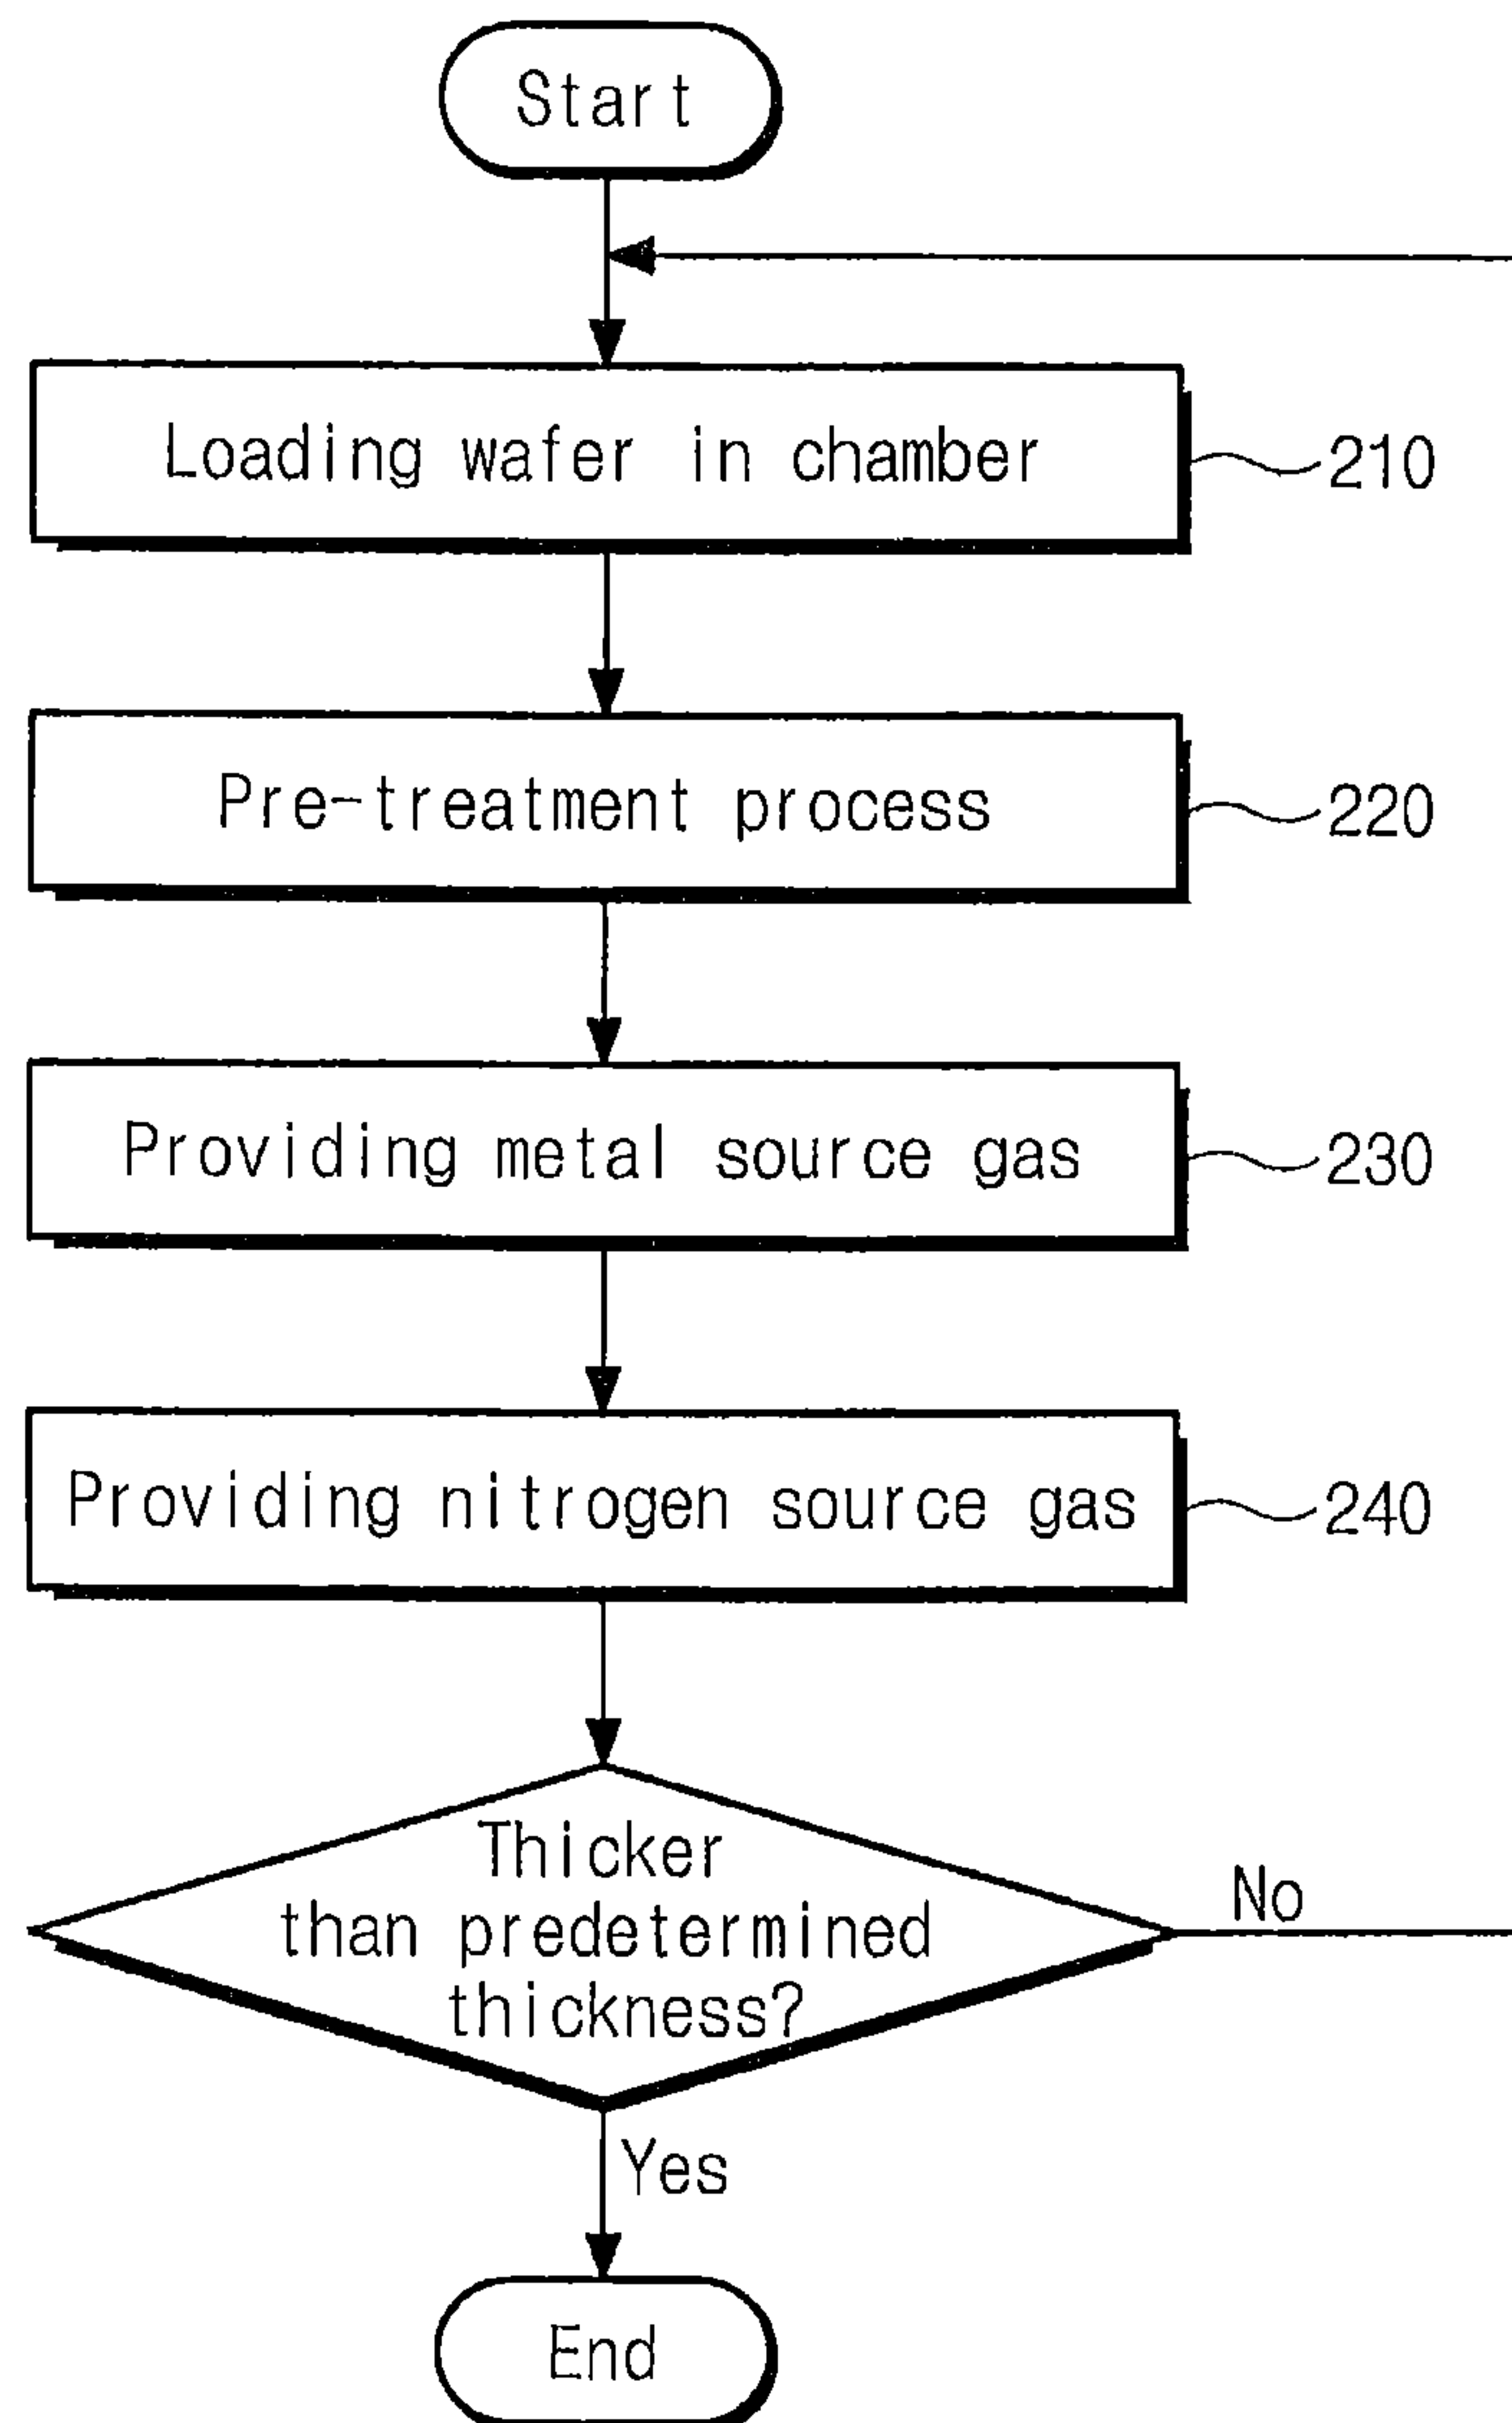 Start
Loading wafer in chamber
210
Pre-treatment process
220
Providing metal source gas
230
Providing nitrogen source gas
240
Thicker
than predetermined
thickness?
No
Yes
End